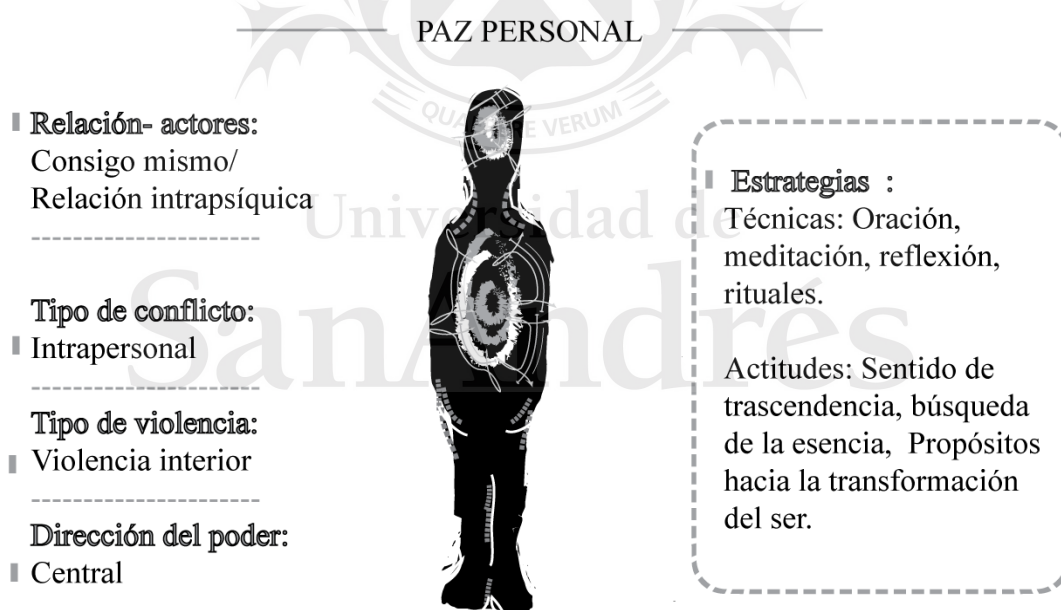 PAZ PERSONAL
Relación- actores:
Consigo mismo/
Relación intrapsíquica
Tipo de conflicto:
Intrapersonal
Tipo de violencia:
Violencia interior
Dirección del poder:
Central
Estrategias :
Técnicas: Oración,
meditación, reflexión,
rituales.
Actitudes: Sentido de
trascendencia, búsqueda
de la esencia, Propósitos
hacia la transformación
del ser.
Universidad de
SanAndrés
VERUM